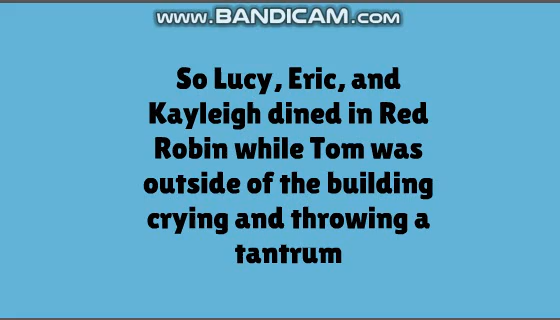 www.BANDICAM.com
So Lucy, Eric, and
Kayleigh dined in Red
Robin while Tom was
outside of the building
crying and throwing a
tantrum